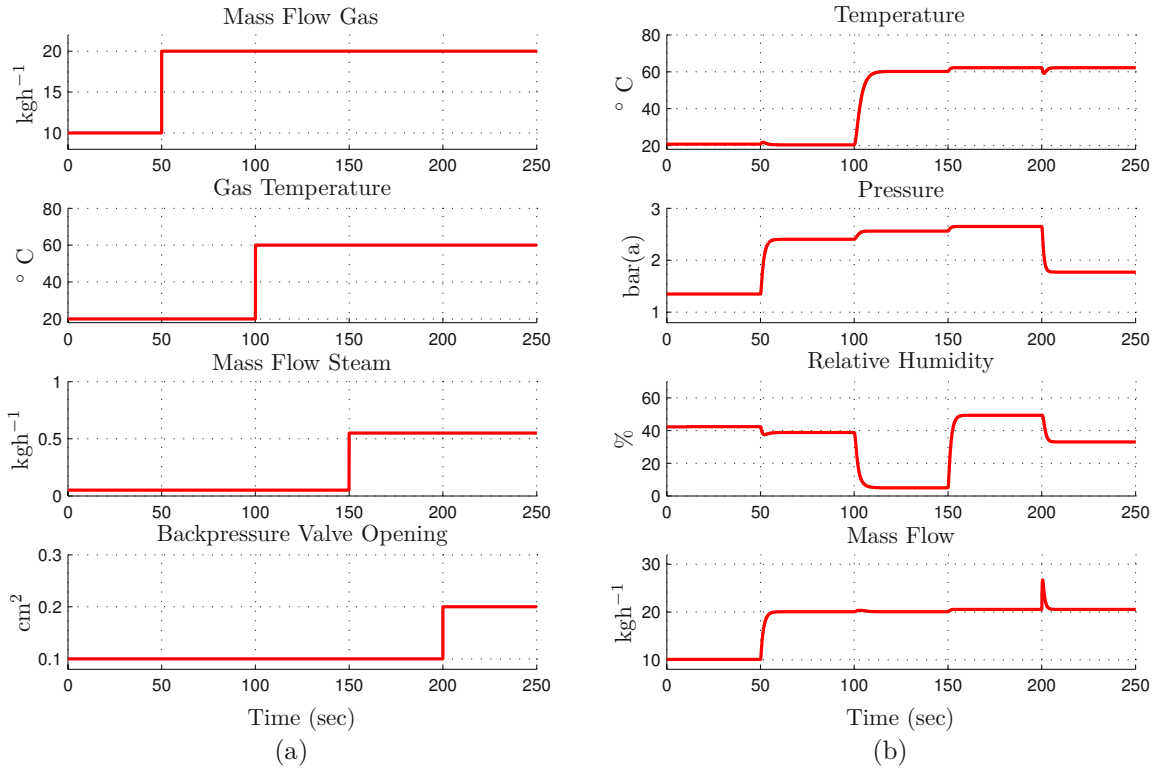 Mass Flow Gas
kgh⁻¹
20
15
10
0 50 100 150 200 250
Gas Temperature
° C
80
60
40
20
0 50 100 150 200 250
Mass Flow Steam
kgh⁻¹
1
0.5
0
0 50 100 150 200 250
Backpressure Valve Opening
cm²
0.3
0.2
0.1
0 50 100 150 200 250
Time (sec)
(a)
Temperature
° C
80
60
40
20
0 50 100 150 200 250
Pressure
bar(a)
3
2
1
0 50 100 150 200 250
Relative Humidity
%
60
40
20
0
0 50 100 150 200 250
Mass Flow
kgh⁻¹
30
20
10
0 50 100 150 200 250
Time (sec)
(b)